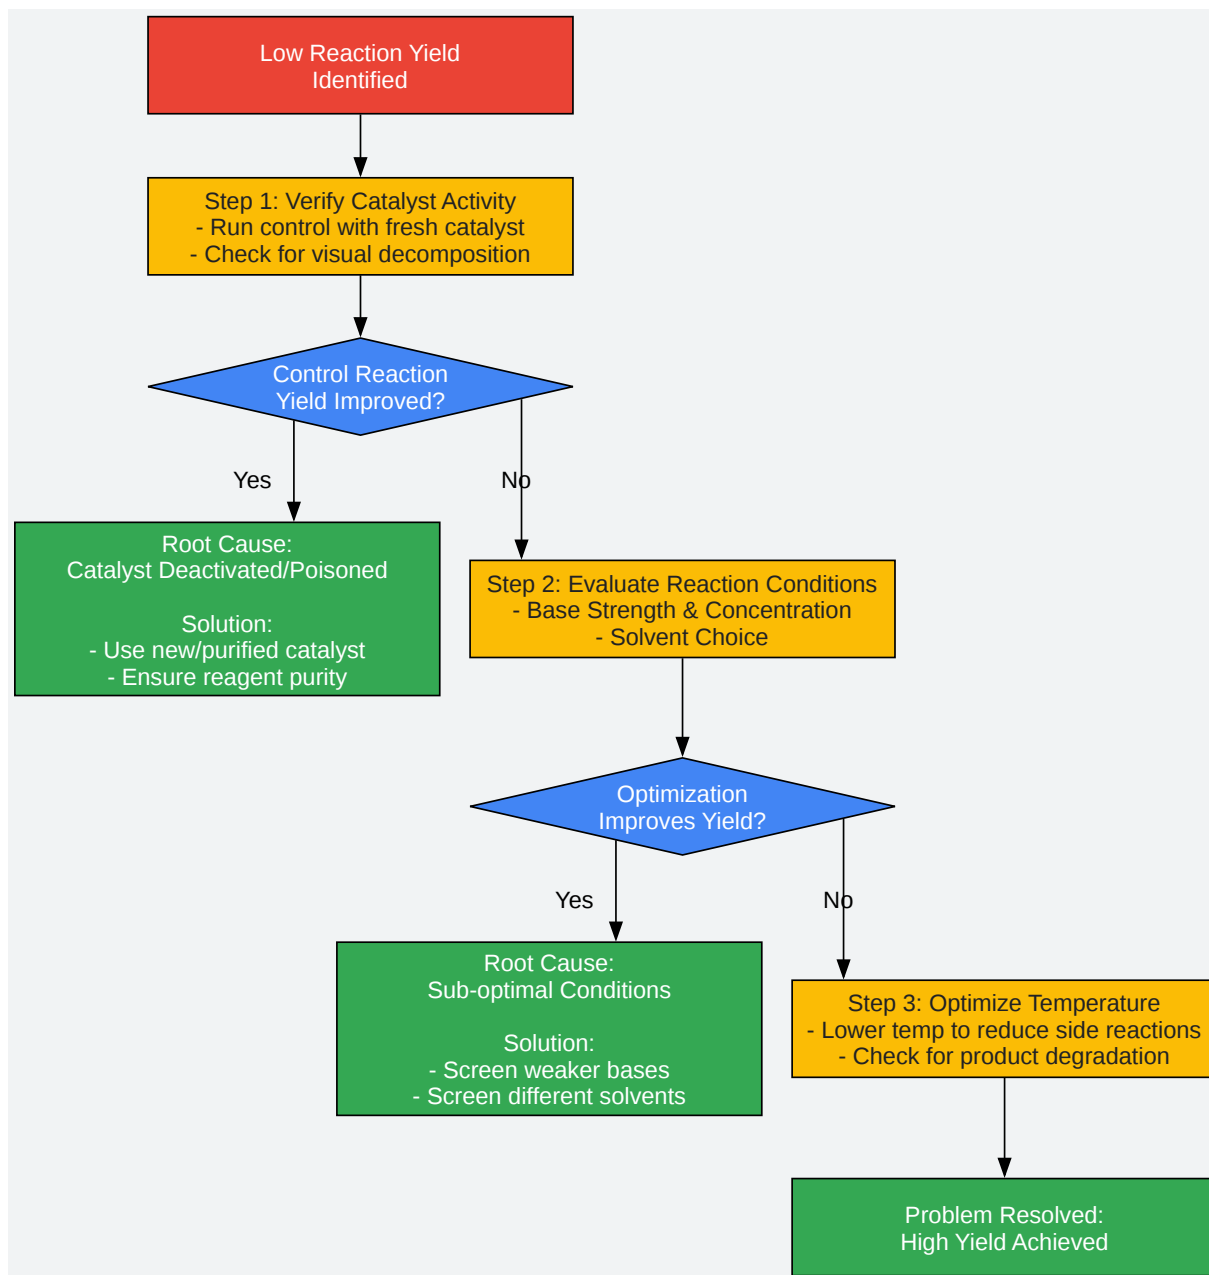 Low Reaction Yield
Identified
Step 1: Verify Catalyst Activity
- Run control with fresh catalyst
- Check for visual decomposition
Control Reaction
Yield Improved?
Yes
No
Root Cause:
Catalyst Deactivated/Poisoned
Solution:
- Use new/purified catalyst
- Ensure reagent purity
Step 2: Evaluate Reaction Conditions
- Base Strength & Concentration
- Solvent Choice
Optimization
Improves Yield?
Yes
No
Root Cause:
Sub-optimal Conditions
Solution:
- Screen weaker bases
- Screen different solvents
Step 3: Optimize Temperature
- Lower temp to reduce side reactions
- Check for product degradation
Problem Resolved:
High Yield Achieved